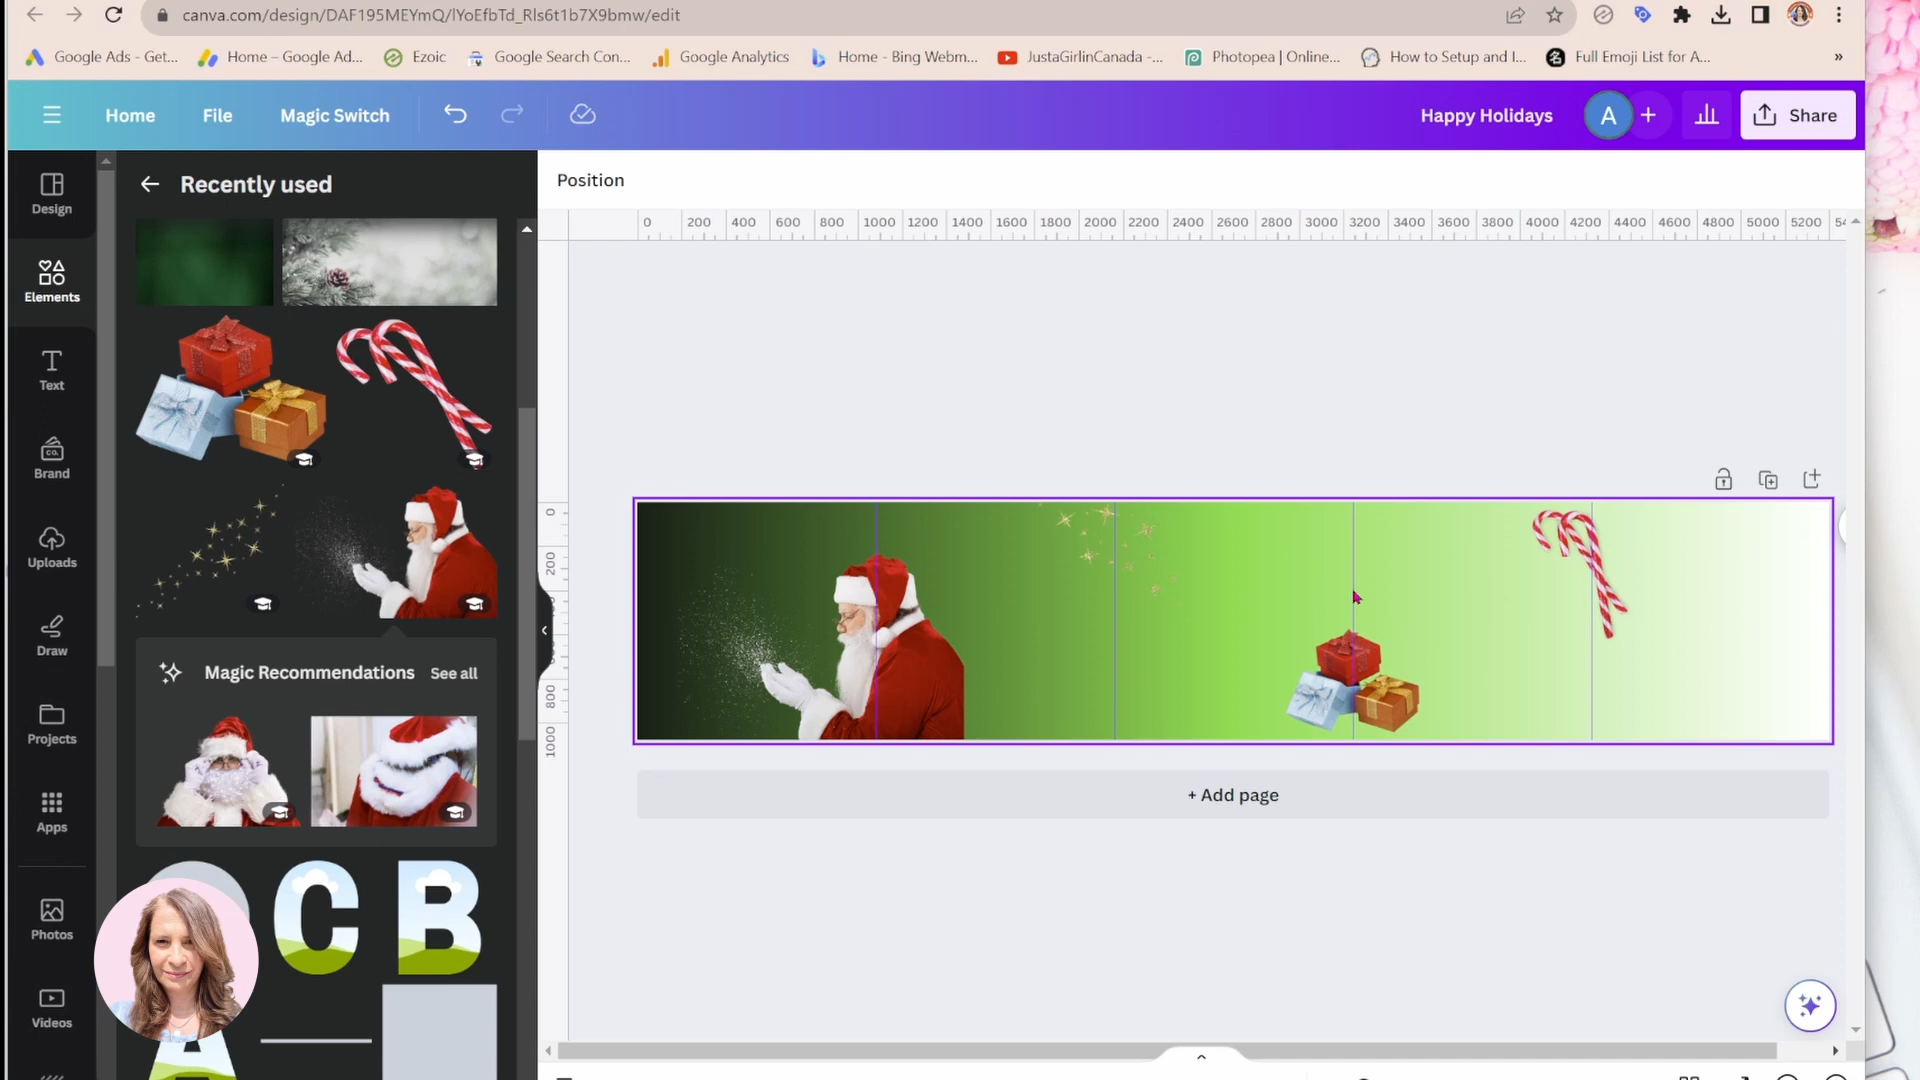 canva.com/design/DAF195MEYmQ/lYoEfbTd_Rls6t1b7X9bmw/edit
Google Ads - Get... Home – Google Ad... Ezoic Google Search Con... Google Analytics Home - Bing Webm... JustaGirlinCanada -... Photopea | Online... How to Setup and I... Full Emoji List for A... »
Home File Magic Switch Happy Holidays A + Share
Design
Elements
Text
Brand
Uploads
Draw
Projects
Apps
Photos
Videos
Recently used
Magic Recommendations See all
C B
A
Position
0 200 400 600 800 1000 1200 1400 1600 1800 2000 2200 2400 2600 2800 3000 3200 3400 3600 3800 4000 4200 4400 4600 4800 5000 5200
0
200
800
1000
+ Add page